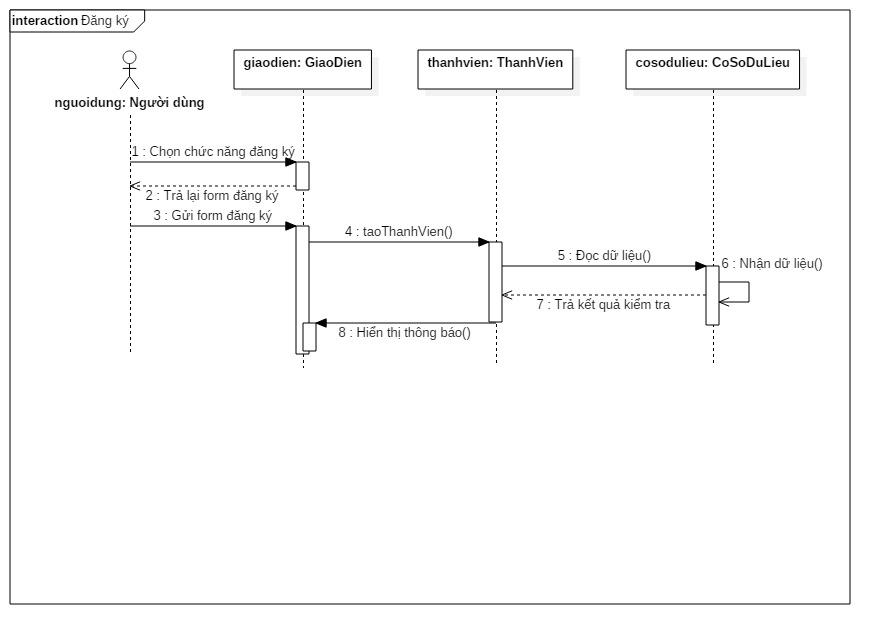 interaction Đăng ký
giaodien: GiaoDien
thanhvien: ThanhVien
cosodulieu: CoSoDuLieu
nguoidung: Người dùng
1 : Chọn chức năng đăng ký
2 : Trả lại form đăng ký
3 : Gửi form đăng ký
4 : taoThanhVien()
5 : Đọc dữ liệu()
6 : Nhận dữ liệu()
7 : Trả kết quả kiểm tra
8 : Hiển thị thông báo()